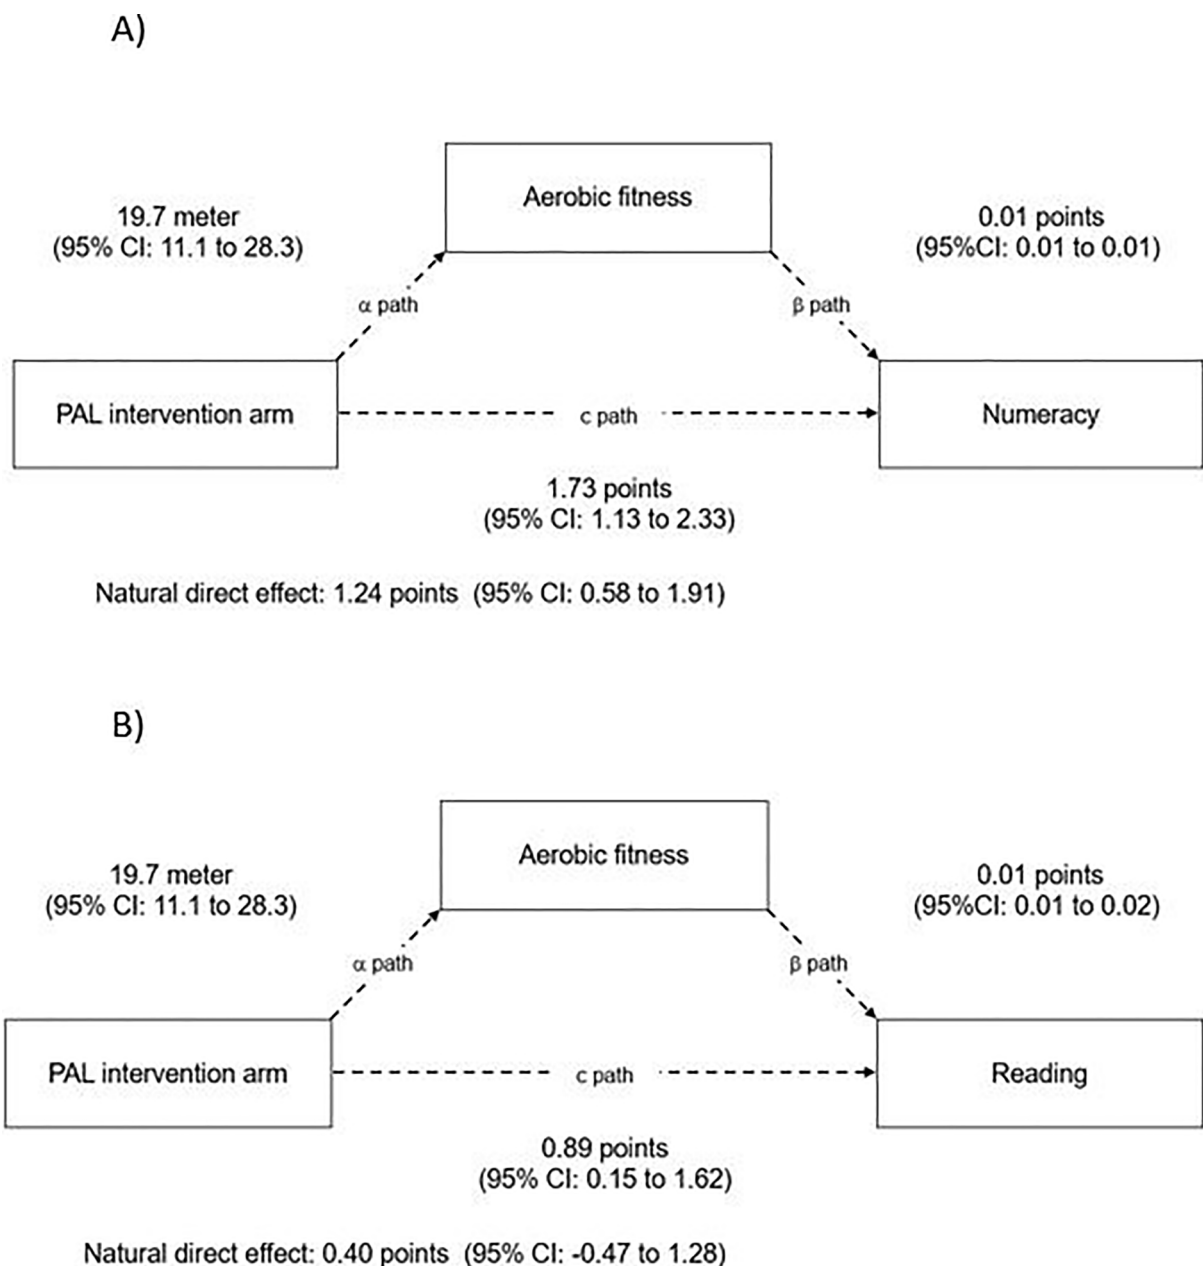 A)
Aerobic fitness
19.7 meter
(95% CI: 11.1 to 28.3)
0.01 points
(95%CI: 0.01 to 0.01)
α path
β path
PAL intervention arm
c path
Numeracy
1.73 points
(95% CI: 1.13 to 2.33)
Natural direct effect: 1.24 points (95% CI: 0.58 to 1.91)
B)
Aerobic fitness
19.7 meter
(95% CI: 11.1 to 28.3)
0.01 points
(95%CI: 0.01 to 0.02)
α path
β path
PAL intervention arm
c path
Reading
0.89 points
(95% CI: 0.15 to 1.62)
Natural direct effect: 0.40 points (95% CI: -0.47 to 1.28)